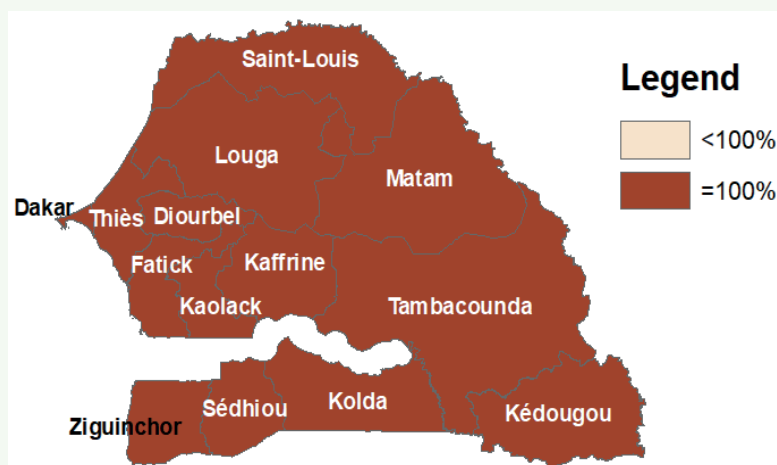 Saint-Louis
Legend
<100%
Louga
Matam
=100%
Dakar
Thiès
Diourbel
Fatick
Kaffrine
Kaolack
Tambacounda
Sédhiou
Kolda
Kédougou
Ziguinchor